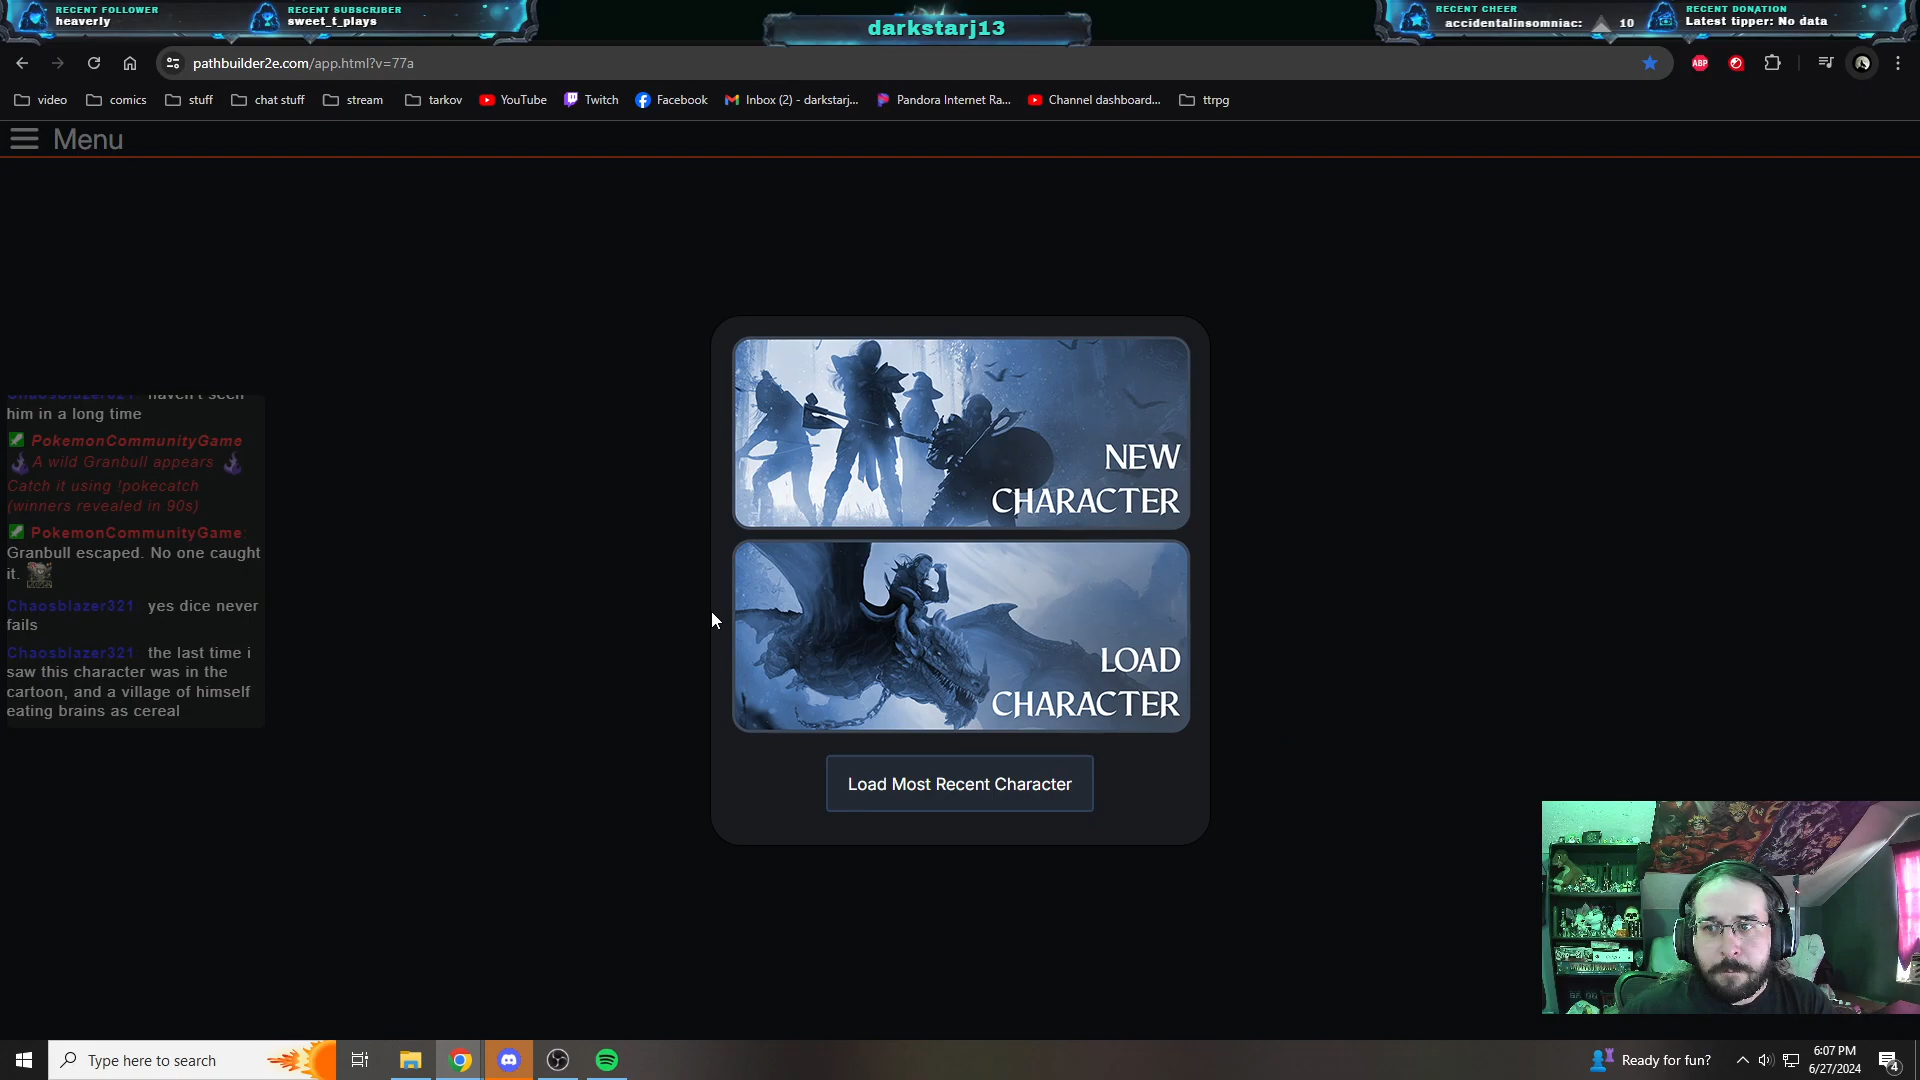 RECENT FOLLOWER
heaverly
RECENT SUBSCRIBER
sweet_t_plays
darkstarj13
RECENT CHEER
accidentalinsomniac: 10
RECENT DONATION
Latest tipper: No data
pathbuilder2e.com/app.html?v=77a
ABP
video
comics
stuff
chat stuff
stream
tarkov
YouTube
Twitch
Facebook
Inbox (2) - darkstarj...
Pandora Internet Ra...
Channel dashboard...
ttrpg
Menu
NEW
CHARACTER
LOAD
CHARACTER
Load Most Recent Character
Chaosblazer321: haven't seen
him in a long time
PokemonCommunityGame
A wild Granbull appears
Catch it using !pokecatch
(winners revealed in 90s)
PokemonCommunityGame:
Granbull escaped. No one caught
it.
Chaosblazer321 yes dice never
fails
Chaosblazer321 the last time i
saw this character was in the
cartoon, and a village of himself
eating brains as cereal
Type here to search
Ready for fun?
6:07 PM
6/27/2024
4